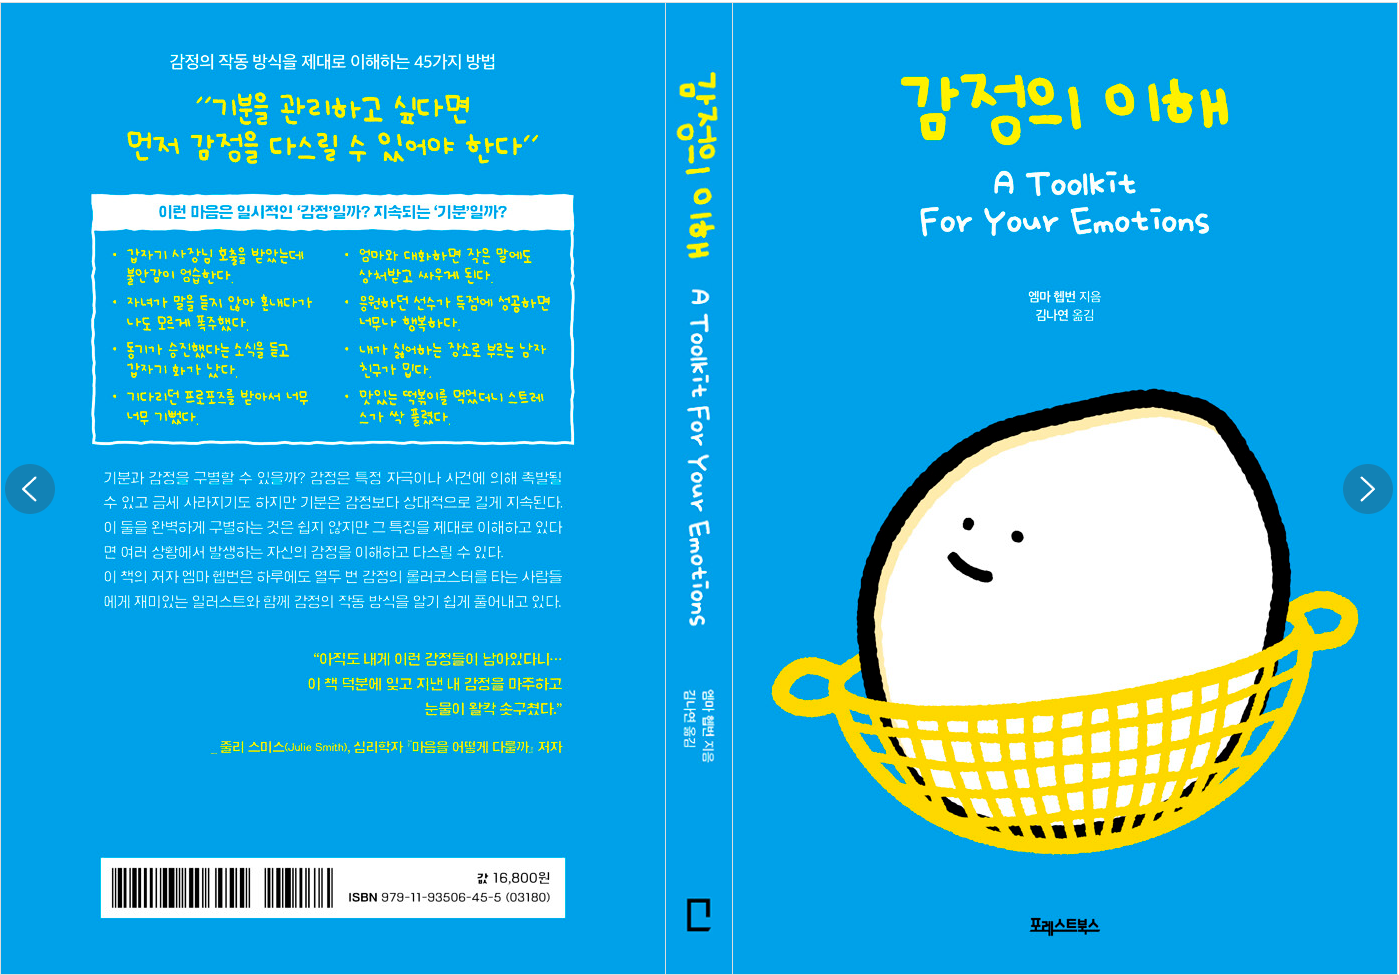 감정의 작동 방식을 제대로 이해하는 45가지 방법
“기분을 관리하고 싶다면
먼저 감정을 다스릴 수 있어야 한다”
이런 마음은 일시적인 ‘감정’일까? 지속되는 ‘기분’일까?
• 갑자기 사장님 호출을 받았는데
불안감이 엄습한다.
• 자녀가 말을 듣지 않아 혼내다가
나도 모르게 폭주했다.
• 동기가 승진했다는 소식을 듣고
갑자기 화가 났다.
• 기다리던 프로포즈를 받아서 너무
너무 기뻤다.
• 엄마와 대화하면 작은 말에도
상처받고 싸우게 된다.
• 응원하던 선수가 득점에 성공하면
너무나 행복하다.
• 내가 싫어하는 장소로 부르는 남자
친구가 밉다.
• 맛있는 떡볶이를 먹었더니 스트레
스가 싹 풀렸다.
기분과 감정을 구별할 수 있을까? 감정은 특정 자극이나 사건에 의해 촉발될
수 있고 금세 사라지기도 하지만 기분은 감정보다 상대적으로 길게 지속된다.
이 둘을 완벽하게 구별하는 것은 쉽지 않지만 그 특징을 제대로 이해하고 있다
면 여러 상황에서 발생하는 자신의 감정을 이해하고 다스릴 수 있다.
이 책의 저자 엠마 헵번은 하루에도 열두 번 감정의 롤러코스터를 타는 사람들
에게 재미있는 일러스트와 함께 감정의 작동 방식을 알기 쉽게 풀어내고 있다.
“아직도 내게 이런 감정들이 남아있다니…
이 책 덕분에 잊고 지낸 내 감정을 마주하고
눈물이 왈칵 솟구쳤다.”
_ 줄리 스미스(Julie Smith), 심리학자 『마음을 어떻게 다룰까』 저자
값 16,800원
ISBN 979-11-93506-45-5 (03180)
감정의 이해 A Toolkit For Your Emotions
엠마 헵번 지음
김나연 옮김
감정의 이해
A Toolkit
For Your Emotions
엠마 헵번 지음
김나연 옮김
포레스트북스